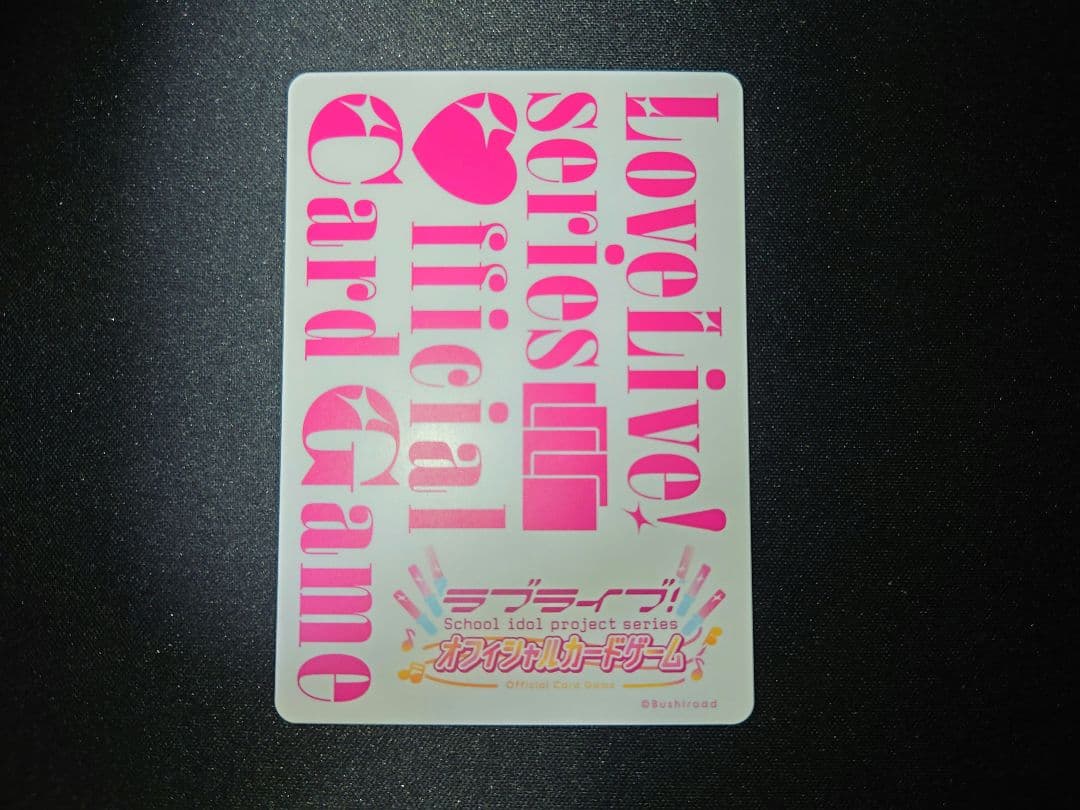 LoveLive!
series
Official
Card Game
ラブライブ!
School idol project series
オフィシャルカードゲーム
Official Card Game
©Bushiroad